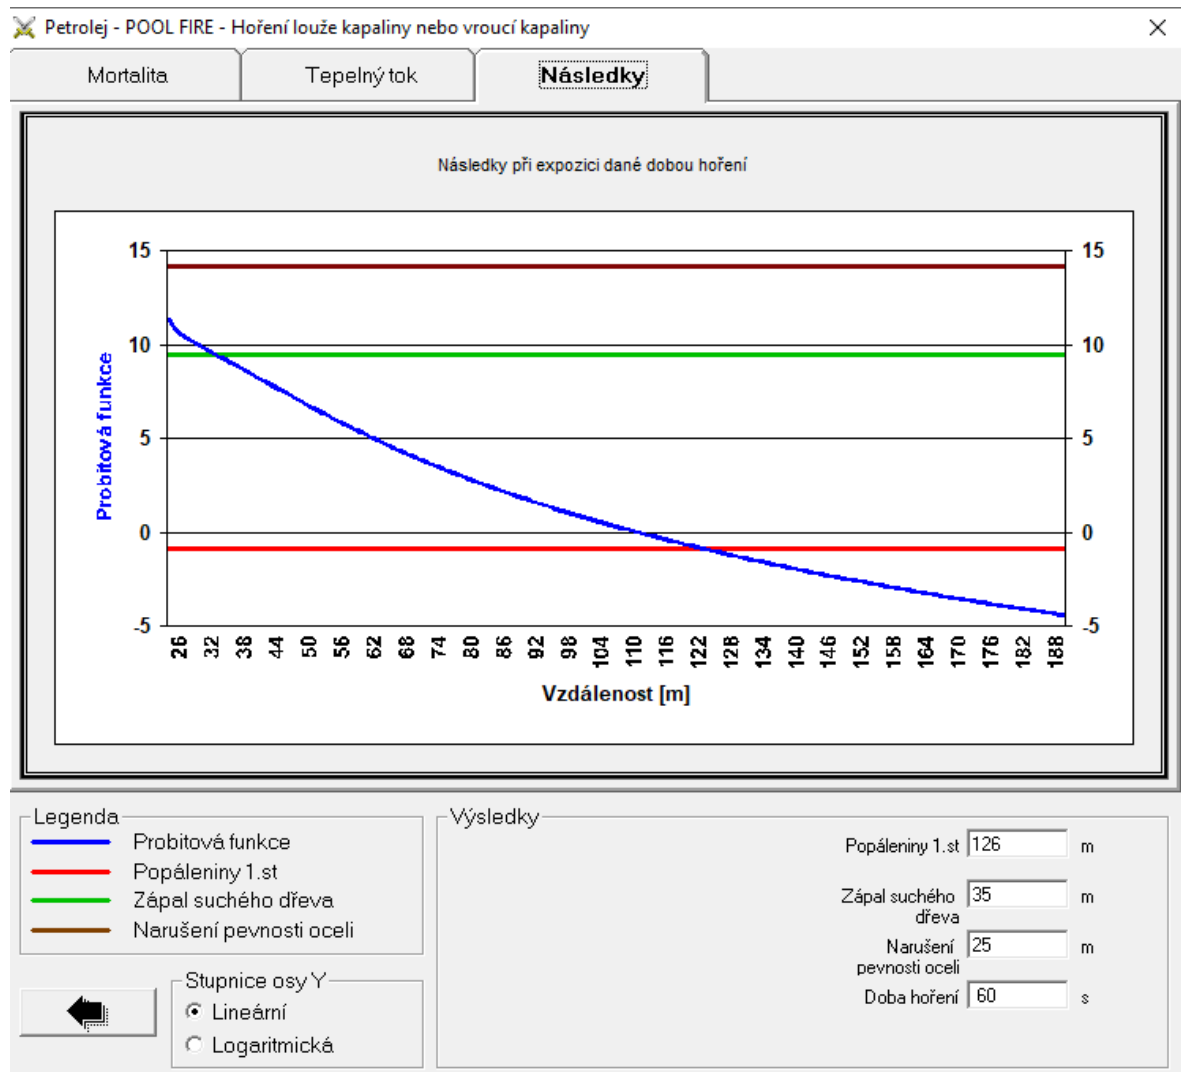 Petrolej - POOL FIRE - Hoření louže kapaliny nebo vroucí kapaliny
Mortalita Tepelný tok Následky
Následky při expozici dané dobou hoření
15 15
10 10
5 5
0 0
-5 -5
Probitová funkce
26 32 38 44 50 56 62 68 74 80 86 92 98 104 110 116 122 128 134 140 146 152 158 164 170 176 182 188
Vzdálenost [m]
Legenda
Probitová funkce
Popáleniny 1.st
Zápal suchého dřeva
Narušení pevnosti oceli
Stupnice osy Y
Lineární
Logaritmická
Výsledky
Popáleniny 1.st 126 m
Zápal suchého 35 m
dřeva
Narušení 25 m
pevnosti oceli
Doba hoření 60 s